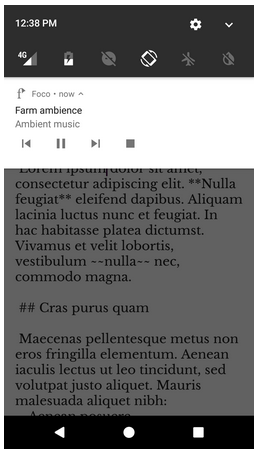 12:38 PM
4G
Foco • now
Farm ambience
Ambient music
Lorem ipsum dolor sit amet,
consectetur adipiscing elit. **Nulla
feugiat** eleifend dapibus. Aliquam
lacinia luctus nunc et feugiat. In
hac habitasse platea dictumst.
Vivamus et velit lobortis,
vestibulum ~~nulla~~ nec,
commodo magna.
## Cras purus quam
Maecenas pellentesque metus non
eros fringilla elementum. Aenean
iaculis lectus ut leo tincidunt, sed
volutpat justo aliquet. Mauris
malesuada aliquet nibh:
Aenean posuere